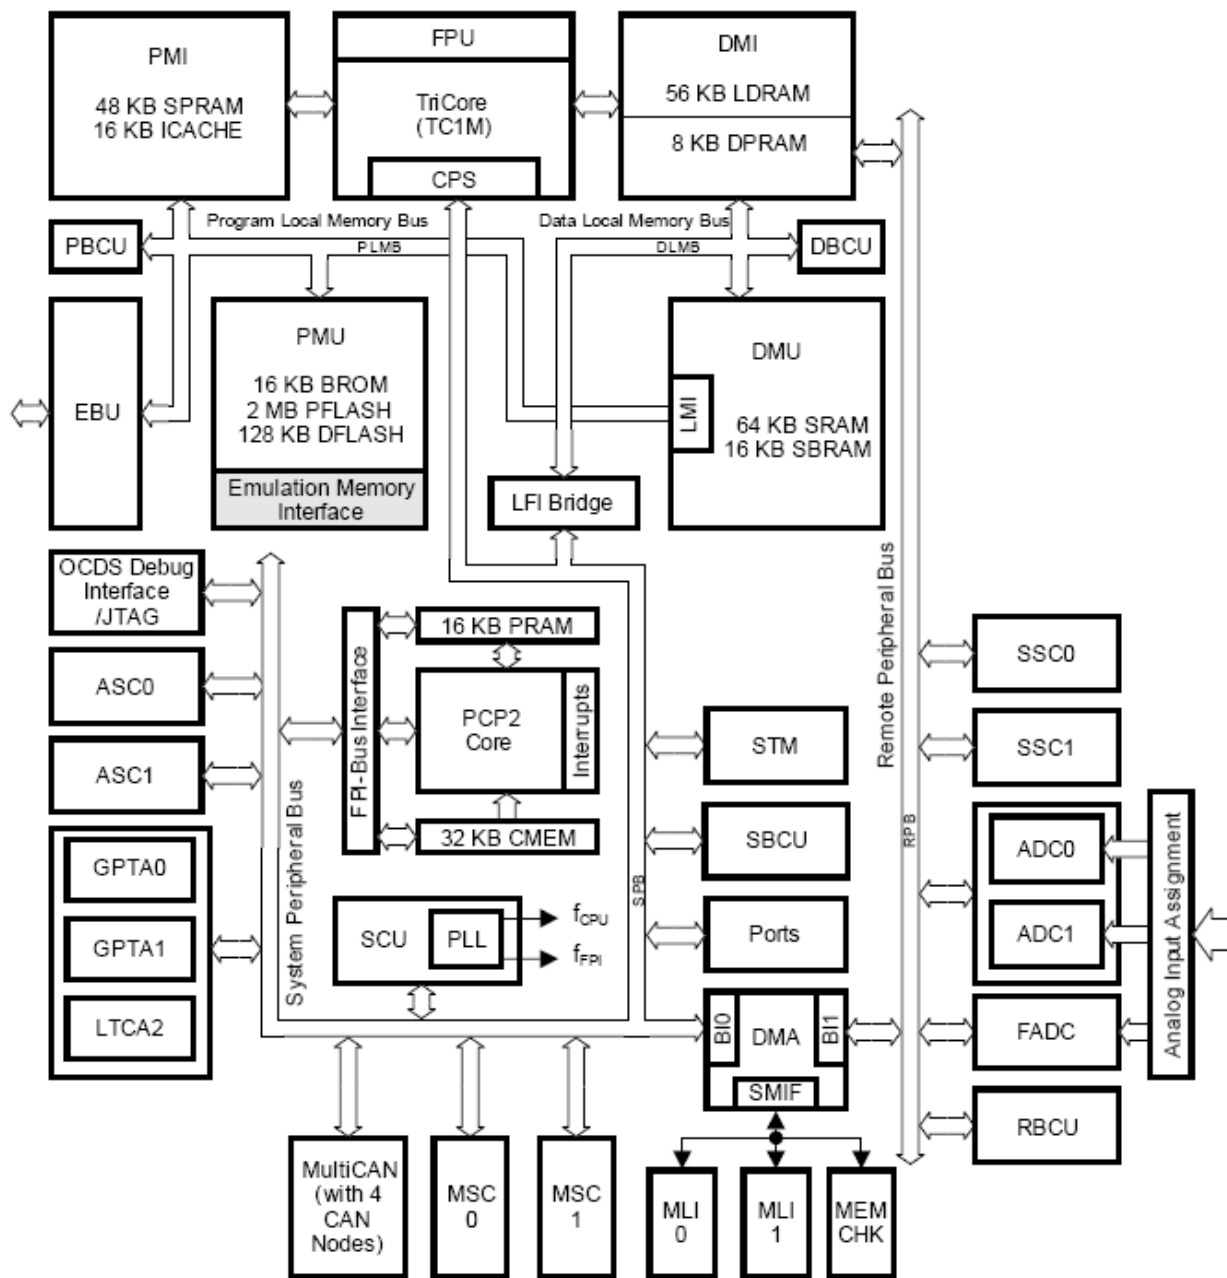 PMI
48 KB SPRAM
16 KB ICACHE
FPU
TriCore
(TC1M)
CPS
DMI
56 KB LDRAM
8 KB DPRAM
Program Local Memory Bus
PLMB
Data Local Memory Bus
DLMB
PBCU
DBCU
EBU
PMU
16 KB BROM
2 MB PFLASH
128 KB DFLASH
Emulation Memory
Interface
DMU
LMI
64 KB SRAM
16 KB SBRAM
LFI Bridge
OCDS Debug
Interface
/JTAG
ASC0
ASC1
GPTA0
GPTA1
LTCA2
System Peripheral Bus
FPI-Bus Interface
16 KB PRAM
PCP2
Core
Interrupts
32 KB CMEM
SCU
PLL
fCPU
fFPI
SPB
STM
SBCU
Ports
BI0
DMA
BI1
SMIF
Remote Peripheral Bus
RPB
SSC0
SSC1
ADC0
ADC1
FADC
RBCU
Analog Input Assignment
MultiCAN
(with 4
CAN
Nodes)
MSC
0
MSC
1
MLI
0
MLI
1
MEM
CHK